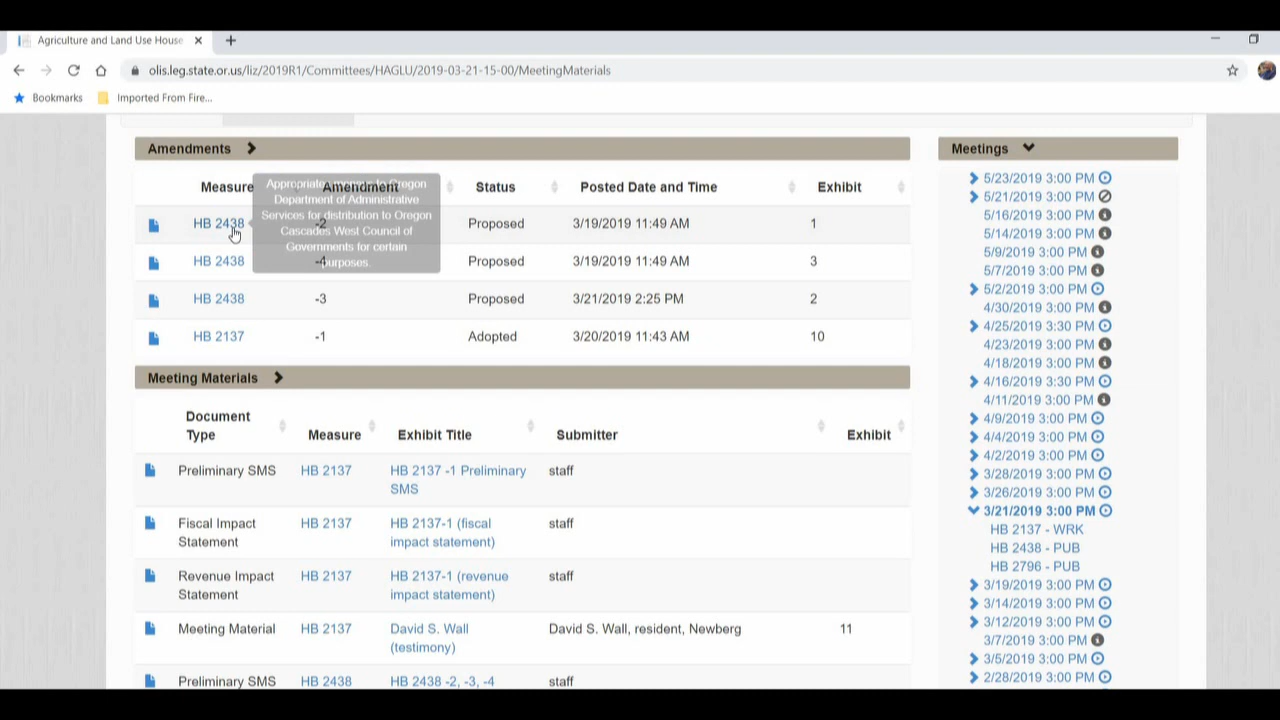 Agriculture and Land Use House
olis.leg.state.or.us/liz/2019R1/Committees/HAGLU/2019-03-21-15-00/MeetingMaterials
Bookmarks Imported From Fire...
Amendments
Measure Amendment Status Posted Date and Time Exhibit
HB 2438 -2 Proposed 3/19/2019 11:49 AM 1
HB 2438 -4 Proposed 3/19/2019 11:49 AM 3
HB 2438 -3 Proposed 3/21/2019 2:25 PM 2
HB 2137 -1 Adopted 3/20/2019 11:43 AM 10
Appropriates moneys to Oregon
Department of Administrative
Services for distribution to Oregon
Cascades West Council of
Governments for certain
purposes.
Meeting Materials
Document
Type Measure Exhibit Title Submitter Exhibit
Preliminary SMS HB 2137 HB 2137 -1 Preliminary staff
SMS
Fiscal Impact HB 2137 HB 2137-1 (fiscal staff
Statement impact statement)
Revenue Impact HB 2137 HB 2137-1 (revenue staff
Statement impact statement)
Meeting Material HB 2137 David S. Wall David S. Wall, resident, Newberg 11
(testimony)
Preliminary SMS HB 2438 HB 2438 -2, -3, -4 staff
Meetings
5/23/2019 3:00 PM
5/21/2019 3:00 PM
5/16/2019 3:00 PM
5/14/2019 3:00 PM
5/9/2019 3:00 PM
5/7/2019 3:00 PM
5/2/2019 3:00 PM
4/30/2019 3:00 PM
4/25/2019 3:30 PM
4/23/2019 3:00 PM
4/18/2019 3:00 PM
4/16/2019 3:30 PM
4/11/2019 3:00 PM
4/9/2019 3:00 PM
4/4/2019 3:00 PM
4/2/2019 3:00 PM
3/28/2019 3:00 PM
3/26/2019 3:00 PM
3/21/2019 3:00 PM
HB 2137 - WRK
HB 2438 - PUB
HB 2796 - PUB
3/19/2019 3:00 PM
3/14/2019 3:00 PM
3/12/2019 3:00 PM
3/7/2019 3:00 PM
3/5/2019 3:00 PM
2/28/2019 3:00 PM